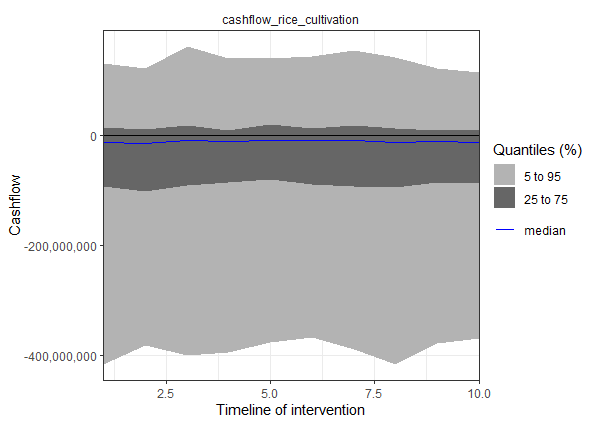 cashflow_rice_cultivation
Cashflow
0
-200,000,000
-400,000,000
2.5
5.0
7.5
10.0
Timeline of intervention
Quantiles (%)
5 to 95
25 to 75
median